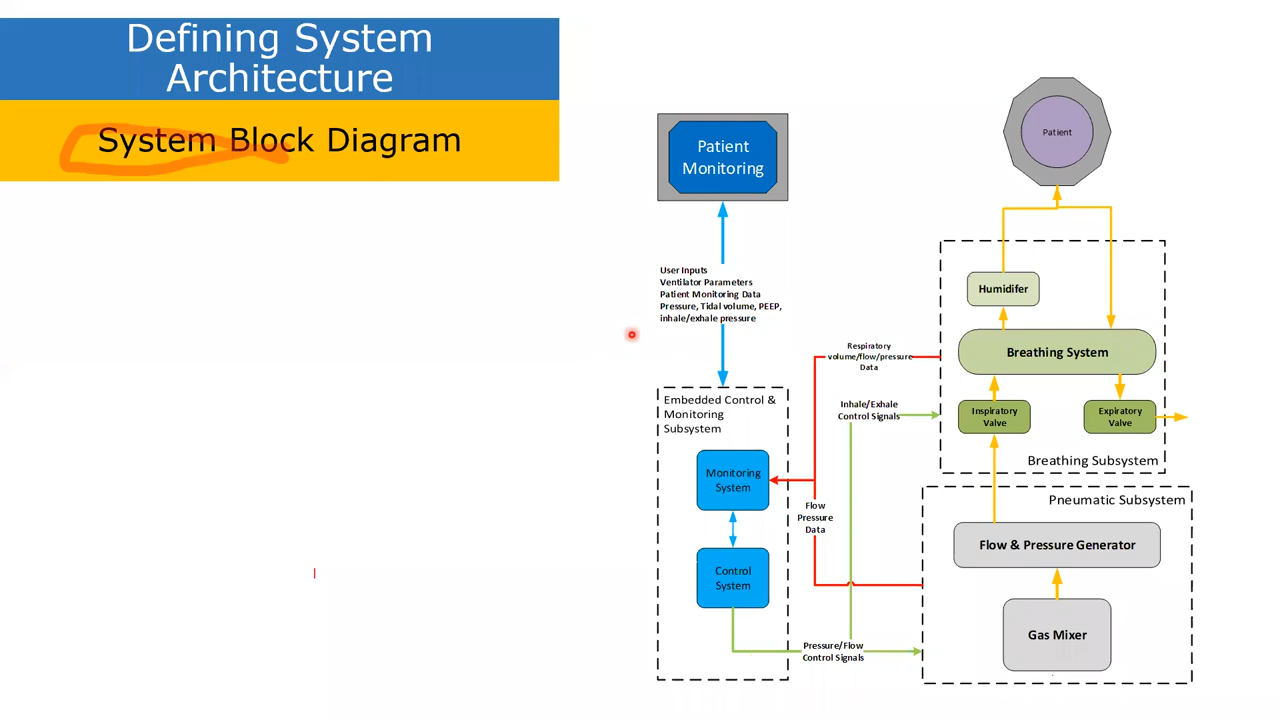 Defining System
Architecture
System Block Diagram
Patient
Monitoring
Patient
User Inputs
Ventilator Parameters
Patient Monitoring Data
Pressure, Tidal volume, PEEP,
inhale/exhale pressure
Humidifer
Breathing System
Respiratory
volume/flow/pressure
Data
Inhale/Exhale
Control Signals
Inspiratory
Valve
Expiratory
Valve
Breathing Subsystem
Embedded Control &
Monitoring
Subsystem
Monitoring
System
Control
System
Flow
Pressure
Data
Pneumatic Subsystem
Flow & Pressure Generator
Gas Mixer
Pressure/Flow
Control Signals